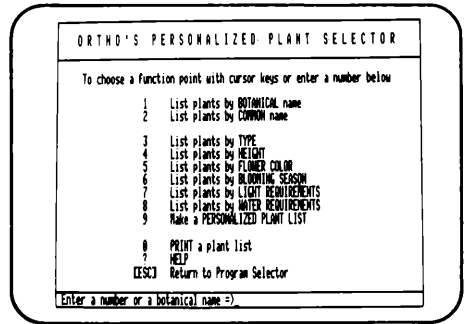 ORTHO'S PERSONALIZED PLANT SELECTOR
To choose a function point with cursor keys or enter a number below
1 List plants by BOTANICAL name
2 List plants by COMMON name
3 List plants by TYPE
4 List plants by HEIGHT
5 List plants by FLOWER COLOR
6 List plants by BLOOMING SEASON
7 List plants by LIGHT REQUIREMENTS
8 List plants by WATER REQUIREMENTS
9 Make a PERSONALIZED PLANT LIST
0 PRINT a plant list
? HELP
[ESC] Return to Program Selector
Enter a number or a botanical name =)_